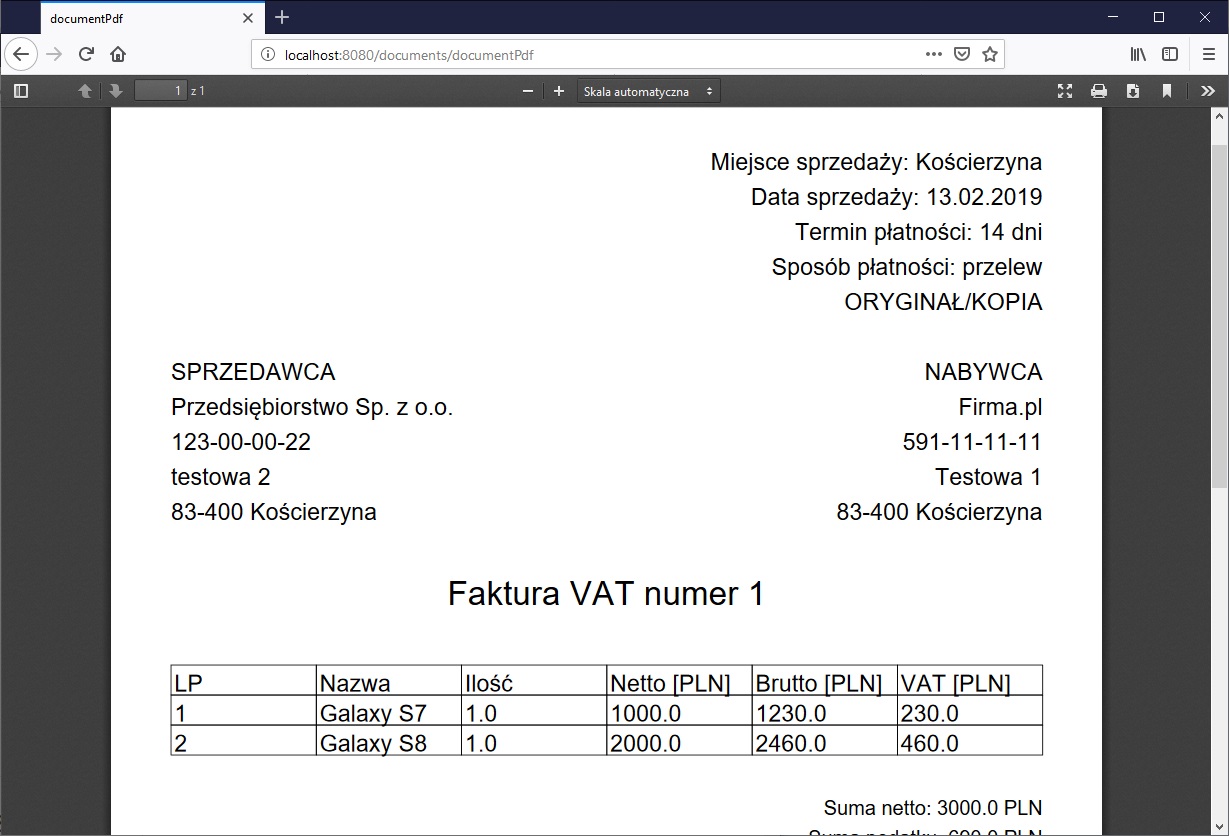 documentPdf
localhost:8080/documents/documentPdf
1 z 1
Skala automatyczna
Miejsce sprzedaży: Kościerzyna
Data sprzedaży: 13.02.2019
Termin płatności: 14 dni
Sposób płatności: przelew
ORYGINAŁ/KOPIA
SPRZEDAWCA
Przedsiębiorstwo Sp. z o.o.
123-00-00-22
testowa 2
83-400 Kościerzyna
NABYWCA
Firma.pl
591-11-11-11
Testowa 1
83-400 Kościerzyna
Faktura VAT numer 1
LP Nazwa Ilość Netto [PLN] Brutto [PLN] VAT [PLN]
1 Galaxy S7 1.0 1000.0 1230.0 230.0
2 Galaxy S8 1.0 2000.0 2460.0 460.0
Suma netto: 3000.0 PLN